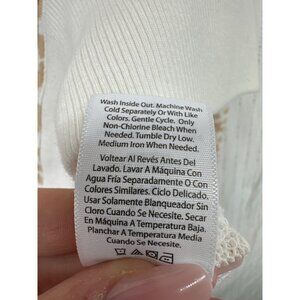 Wash Inside Out. Machine Wash
Cold Separately Or With Like
Colors. Gentle Cycle. Only
Non-Chlorine Bleach When
Needed. Tumble Dry Low.
Medium Iron When Needed.
Voltear Al Revés Antes Del
Lavado. Lavar A Máquina Con
Agua Fría Separadamente O Con
Colores Similares. Ciclo Delicado.
Usar Solamente Blanqueador Sin
Cloro Cuando Se Necesite. Secar
En Máquina A Temperatura Baja.
Planchar A Temperatura Media
Cuando Se Necesite.